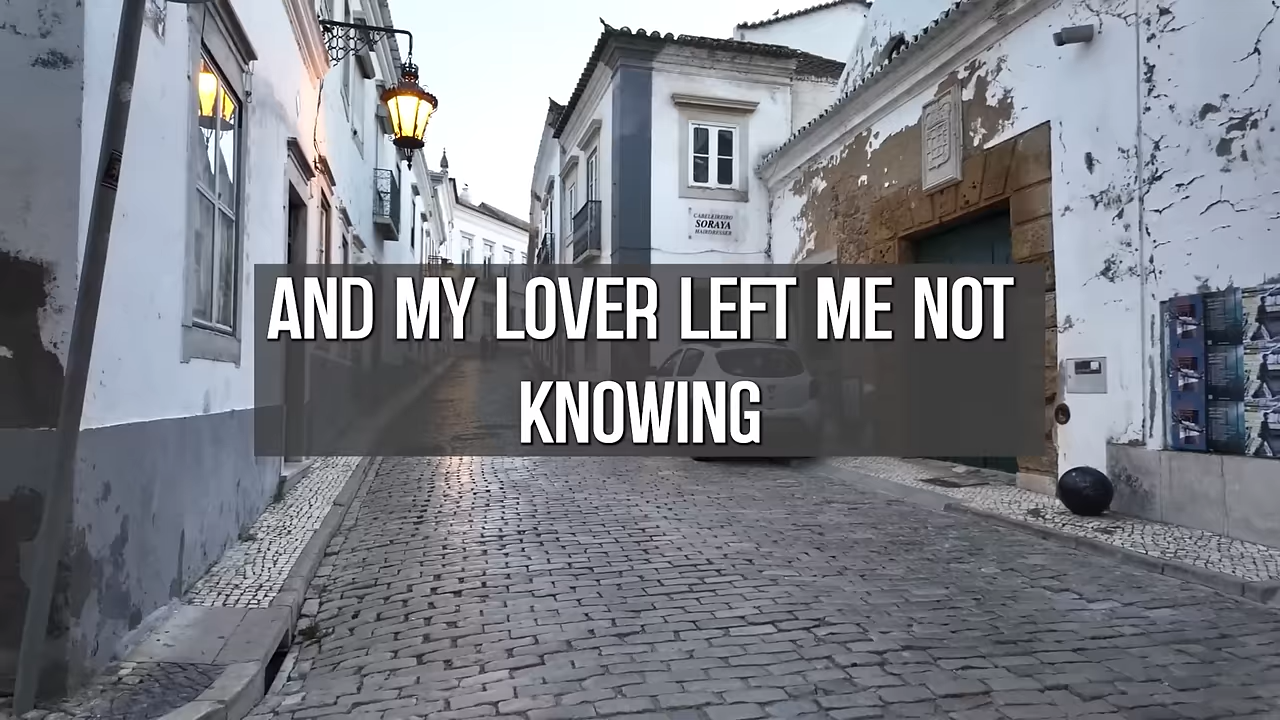 CABELEIREIRO
SORAYA
HAIRDRESSER
AND MY LOVER LEFT ME NOT
KNOWING